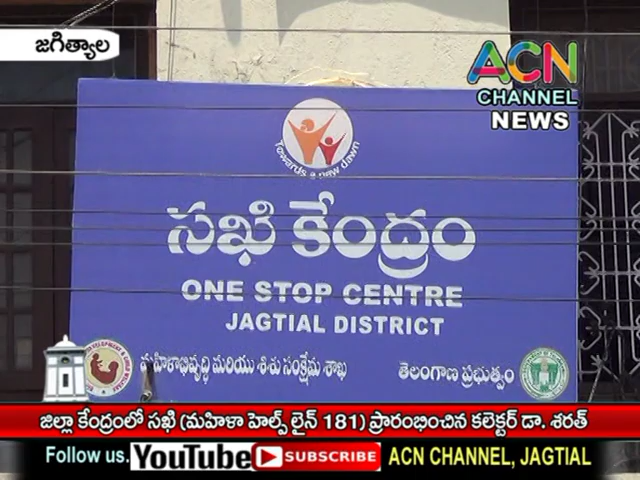 జగిత్యాల
ACN
CHANNEL
NEWS
Towards a new dawn
సఖి కేంద్రం
ONE STOP CENTRE
JAGTIAL DISTRICT
మహిళాభివృద్ధి మరియు శిశు సంక్షేమ శాఖ
తెలంగాణ ప్రభుత్వం
జిల్లా కేంద్రంలో సఖి (మహిళా హెల్ప్ లైన్ 181) ప్రారంభించిన కలెక్టర్ డా. శరత్
Follow us. YouTube SUBSCRIBE ACN CHANNEL, JAGTIAL